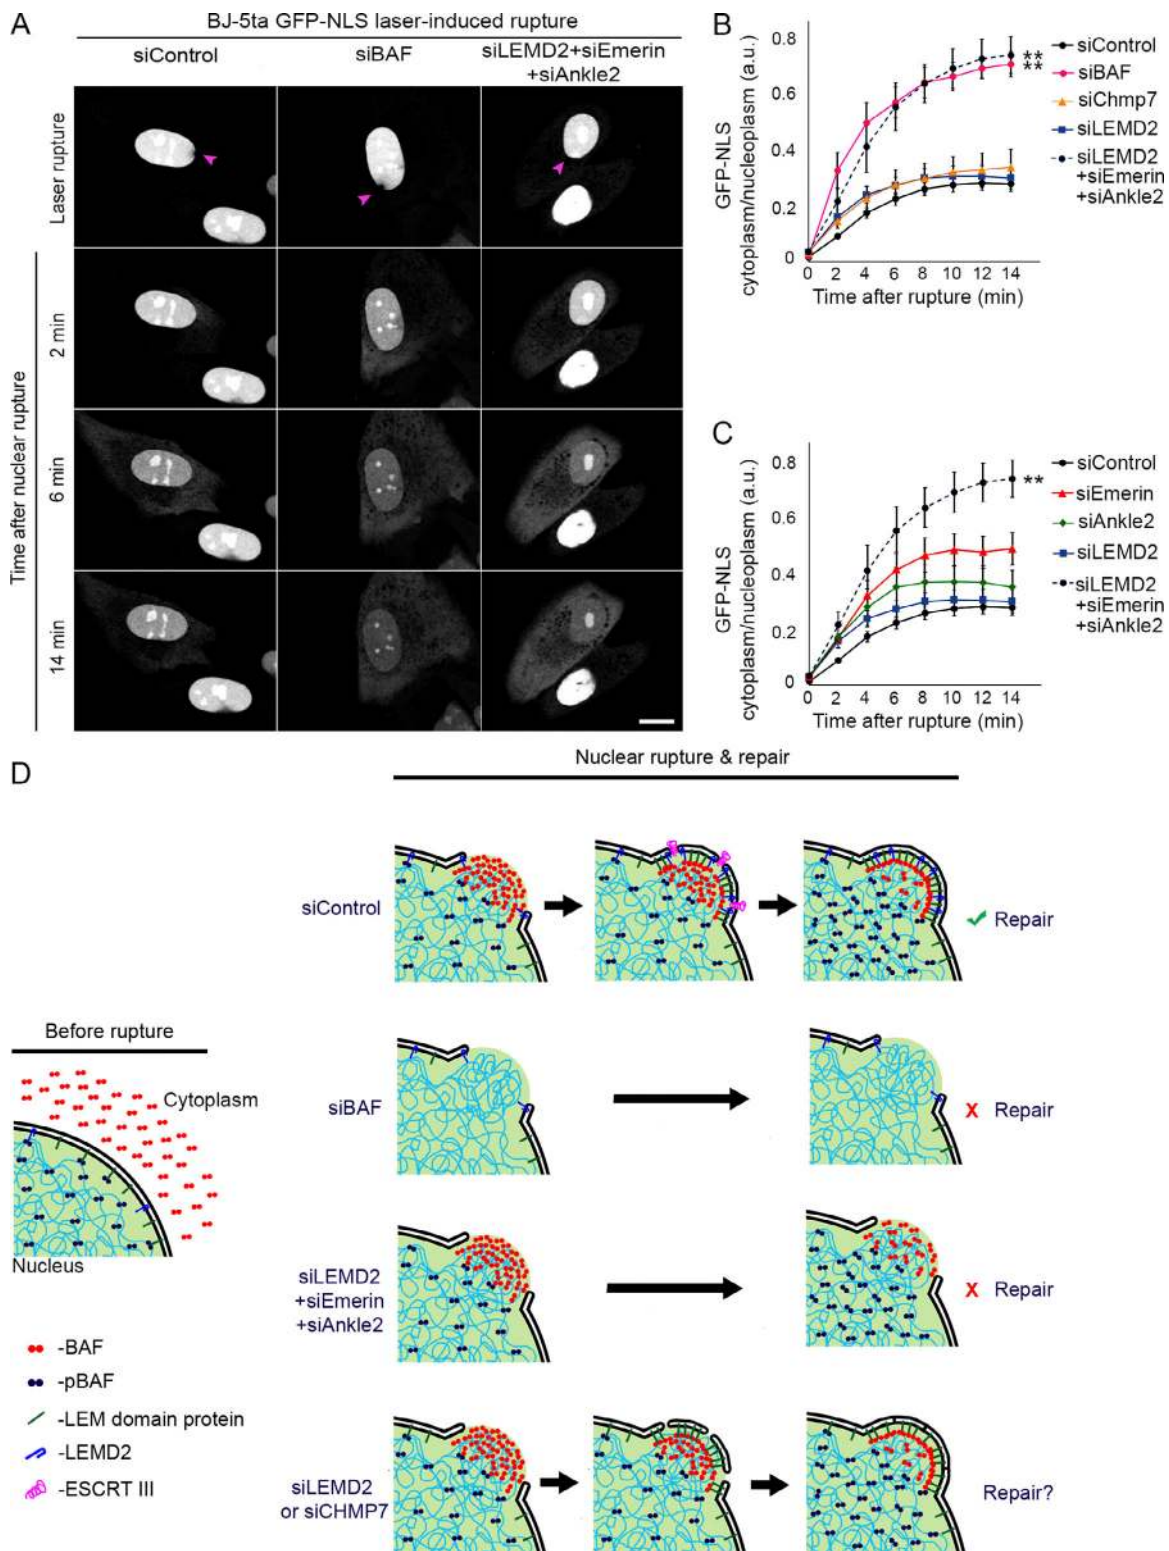 A
BJ-5ta GFP-NLS laser-induced rupture
siControl
siBAF
siLEMD2+siEmerin
+siAnkle2
Laser rupture
Time after nuclear rupture
2 min
6 min
14 min
B
GFP-NLS
cytoplasm/nucleoplasm (a.u.)
0.8
0.6
0.4
0.2
0
0 2 4 6 8 10 12 14
Time after rupture (min)
**
**
siControl
siBAF
siChmp7
siLEMD2
siLEMD2
+siEmerin
+siAnkle2
C
GFP-NLS
cytoplasm/nucleoplasm (a.u.)
0.8
0.6
0.4
0.2
0
0 2 4 6 8 10 12 14
Time after rupture (min)
**
siControl
siEmerin
siAnkle2
siLEMD2
siLEMD2
+siEmerin
+siAnkle2
D
Nuclear rupture & repair
siControl
Repair
Before rupture
Cytoplasm
Nucleus
siBAF
X Repair
siLEMD2
+siEmerin
+siAnkle2
X Repair
-BAF
-pBAF
-LEM domain protein
-LEMD2
-ESCRT III
siLEMD2
or siCHMP7
Repair?